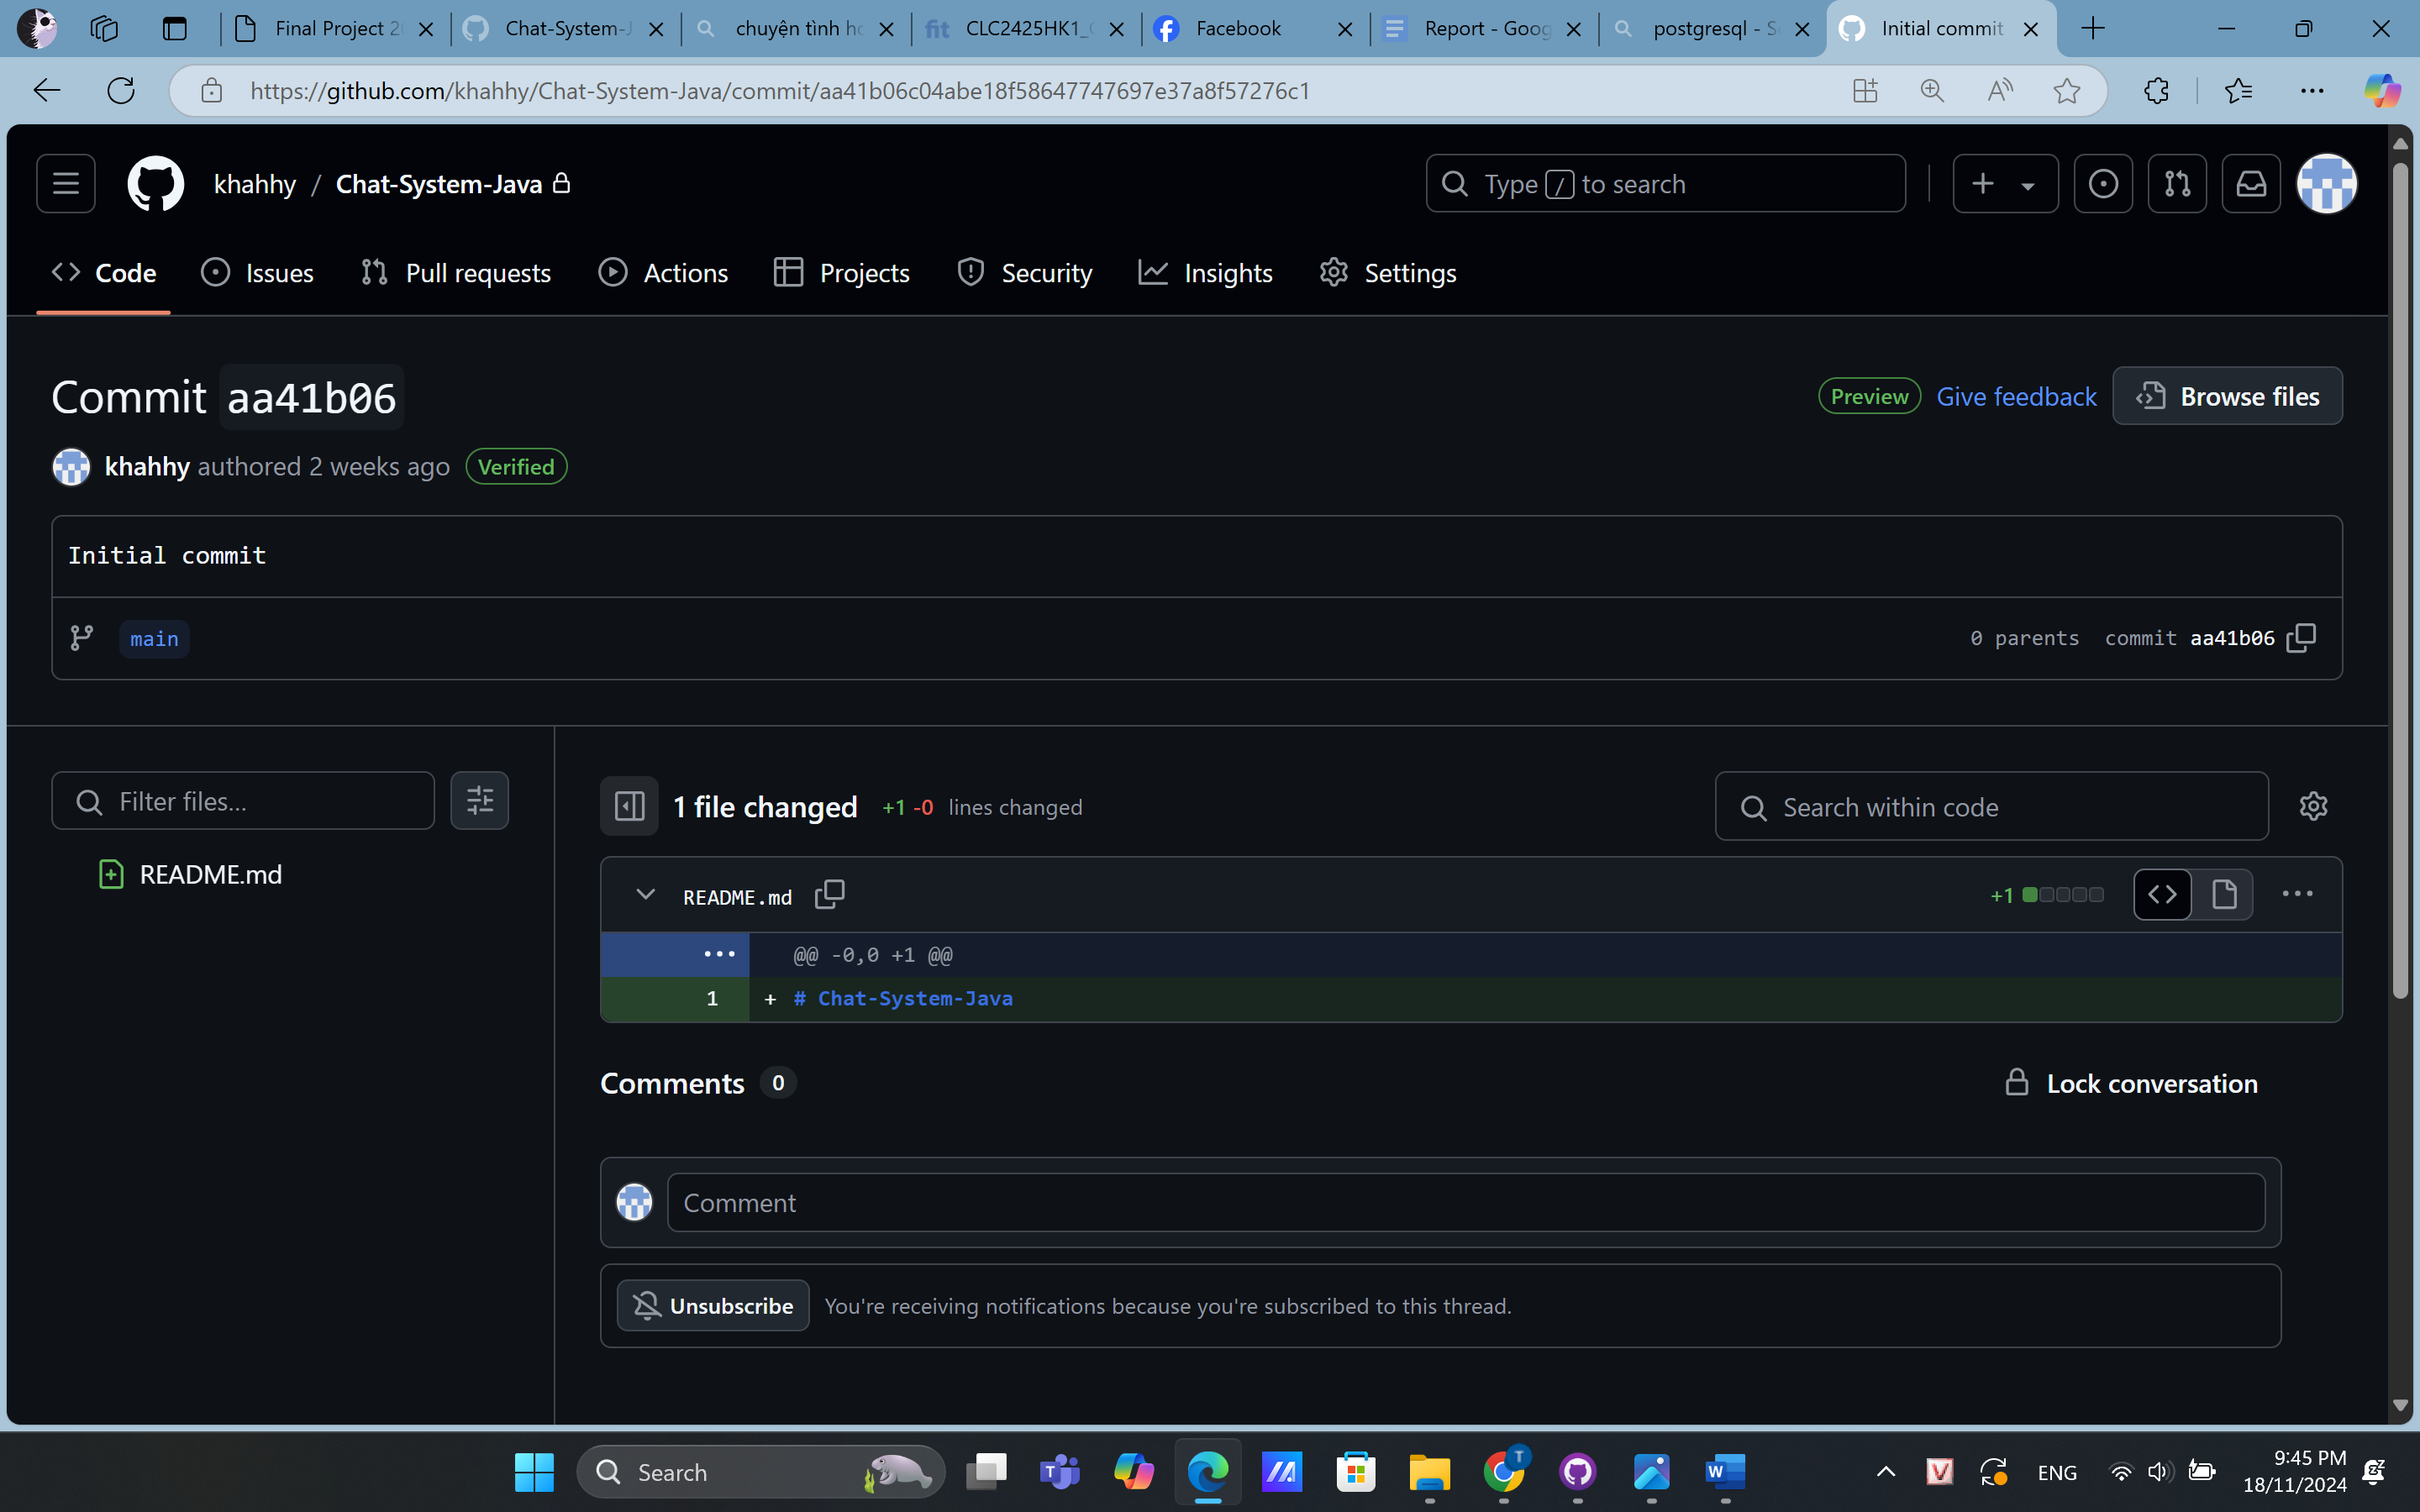 Final Project 2
Chat-System-J
chuyện tình ho
fit CLC2425HK1_
Facebook
Report - Goog
postgresql - S
Initial commit
https://github.com/khahhy/Chat-System-Java/commit/aa41b06c04abe18f58647747697e37a8f57276c1
khahhy / Chat-System-Java
Type / to search
Code
Issues
Pull requests
Actions
Projects
Security
Insights
Settings
Commit aa41b06
Preview
Give feedback
Browse files
khahhy authored 2 weeks ago Verified
Initial commit
main
0 parents commit aa41b06
Filter files...
1 file changed +1 -0 lines changed
Search within code
README.md
README.md
+1
@@ -0,0 +1 @@
1 + # Chat-System-Java
Comments 0
Lock conversation
Comment
Unsubscribe
You're receiving notifications because you're subscribed to this thread.
Search
T
T
W
V
ENG
9:45 PM
18/11/2024